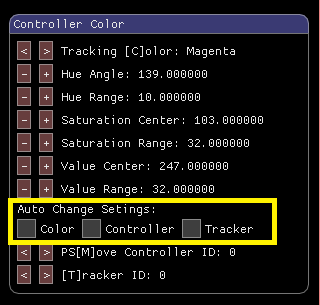 Controller Color
< > Tracking [C]olor: Magenta
- + Hue Angle: 139.000000
- + Hue Range: 10.000000
- + Saturation Center: 103.000000
- + Saturation Range: 32.000000
- + Value Center: 247.000000
- + Value Range: 32.000000
Auto Change Setings:
Color Controller Tracker
< > PS[M]ove Controller ID: 0
< > [T]racker ID: 0